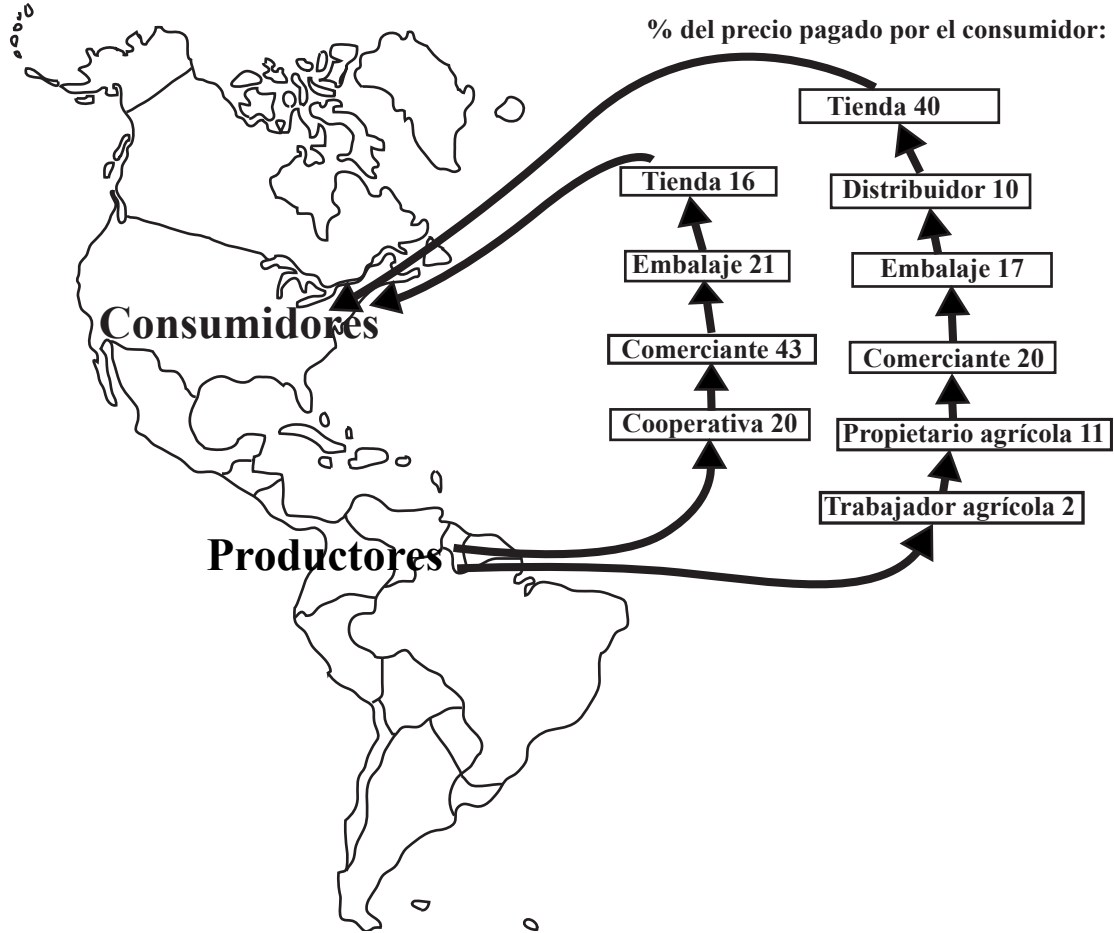 % del precio pagado por el consumidor:
Tienda 40
Distribuidor 10
Embalaje 17
Comerciante 20
Propietario agrícola 11
Trabajador agrícola 2
Tienda 16
Embalaje 21
Comerciante 43
Cooperativa 20
Consumidores
Productores